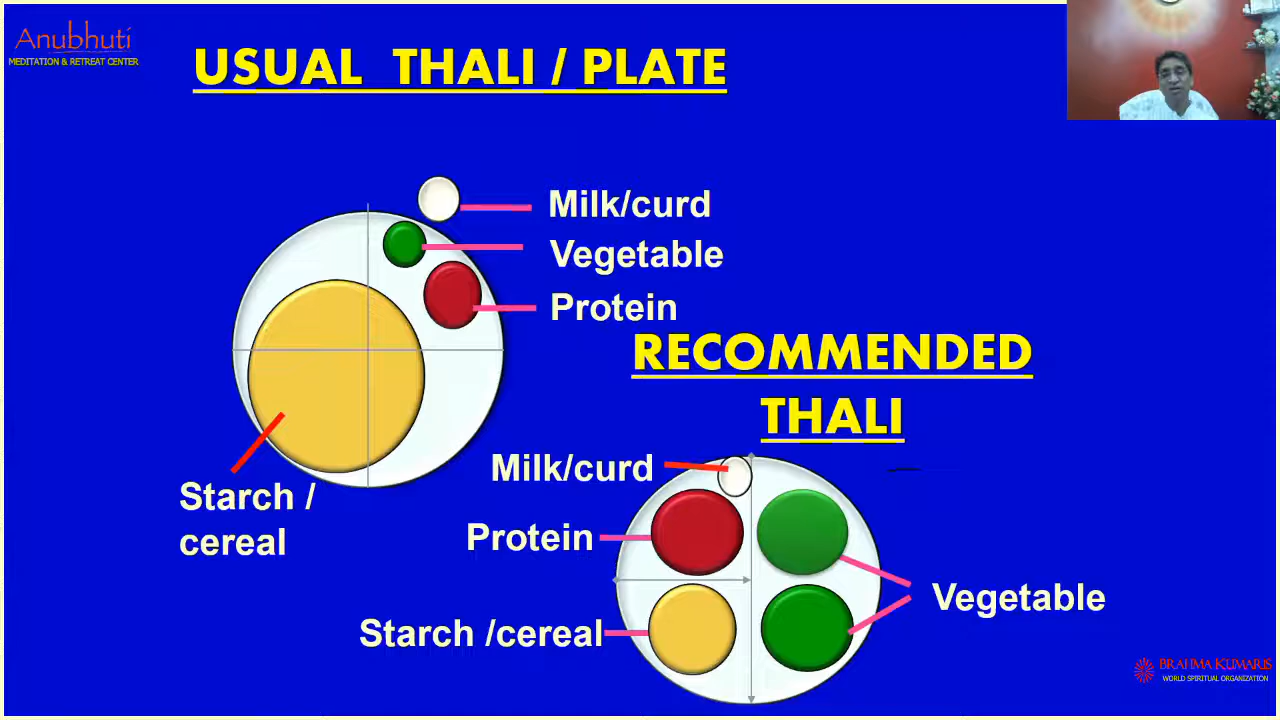 Anubhuti
MEDITATION & RETREAT CENTER
USUAL THALI / PLATE
Milk/curd
Vegetable
Protein
Starch /
cereal
RECOMMENDED
THALI
Milk/curd
Protein
Starch /cereal
Vegetable
BRAHMA KUMARIS
WORLD SPIRITUAL ORGANIZATION